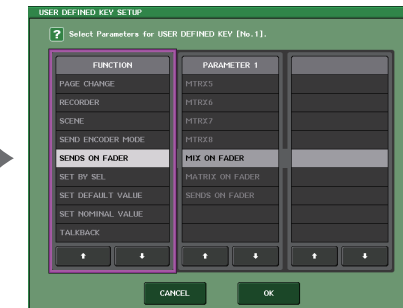 USER DEFINED KEY SETUP
? Select Parameters for USER DEFINED KEY [No.1].
FUNCTION
PAGE CHANGE
RECORDER
SCENE
SEND ENCODER MODE
SENDS ON FADER
SET BY SEL
SET DEFAULT VALUE
SET NOMINAL VALUE
TALKBACK
PARAMETER 1
MTRX5
MTRX6
MTRX7
MTRX8
MIX ON FADER
MATRIX ON FADER
SENDS ON FADER
CANCEL
OK